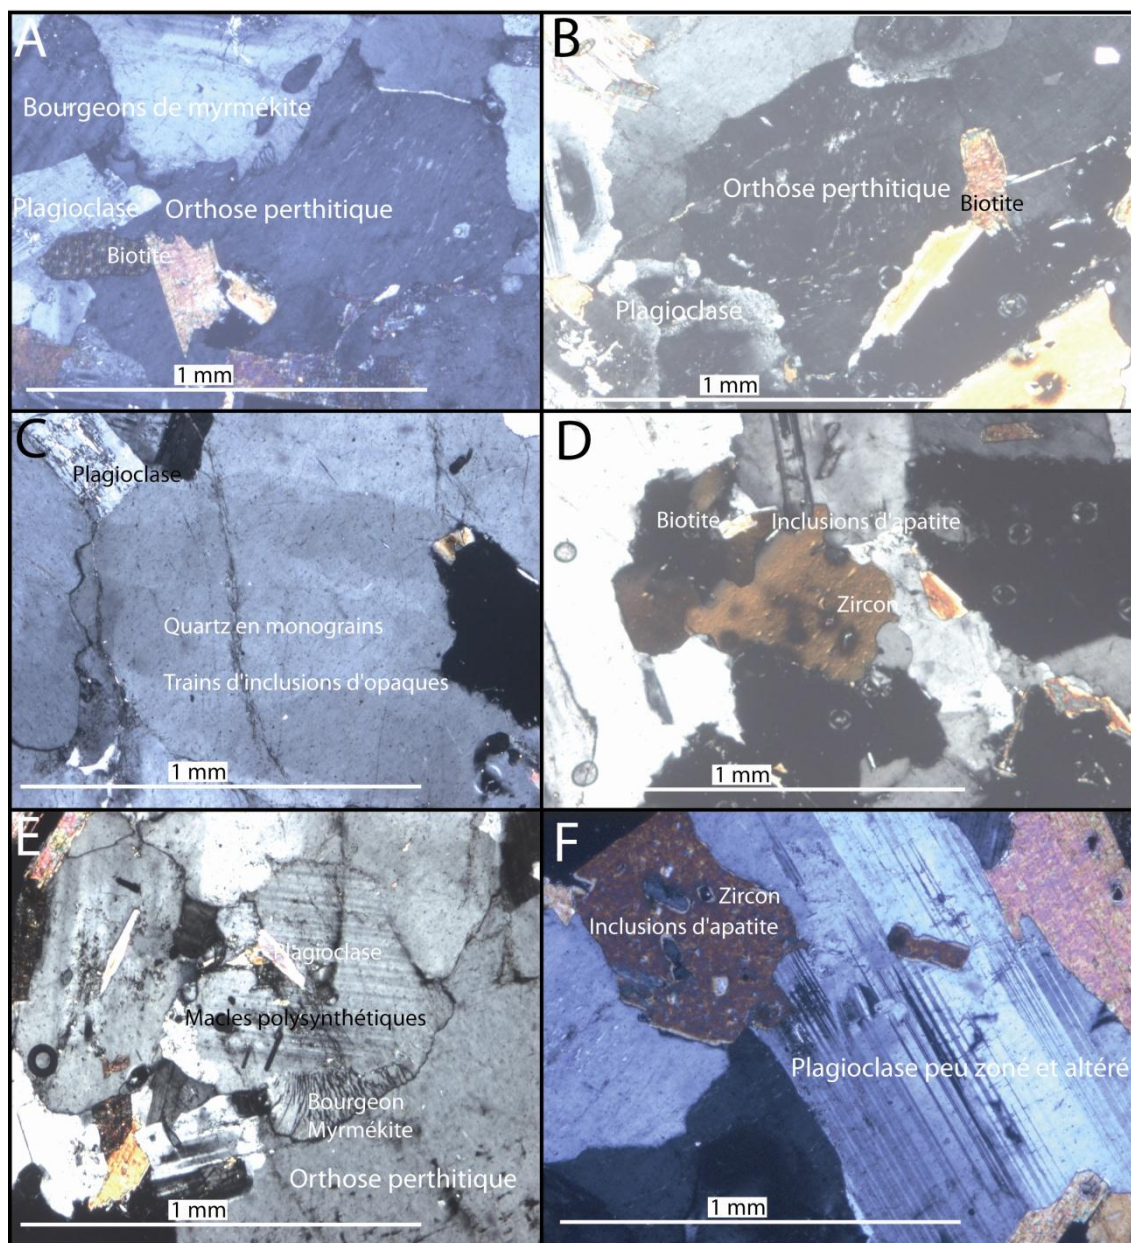 A
Bourgeons de myrmékite
Plagioclase
Orthose perthitique
Biotite
1 mm
B
Orthose perthitique
Biotite
Plagioclase
1 mm
C
Plagioclase
Quartz en monograins
Trains d'inclusions d'opaques
1 mm
D
Biotite
Inclusions d'apatite
Zircon
1 mm
E
Plagioclase
Macles polysynthétiques
Bourgeon
Myrmékite
Orthose perthitique
1 mm
F
Zircon
Inclusions d'apatite
Plagioclase peu zoné et altéré
1 mm